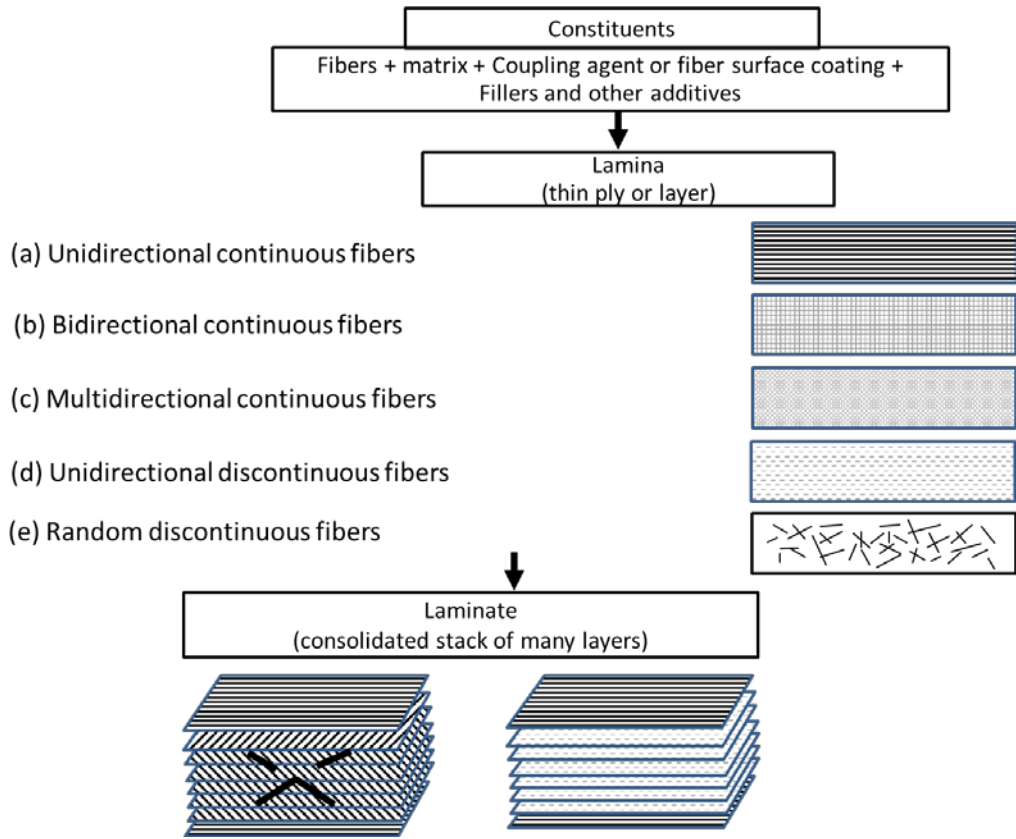 Constituents
Fibers + matrix + Coupling agent or fiber surface coating +
Fillers and other additives
Lamina
(thin ply or layer)
(a) Unidirectional continuous fibers
(b) Bidirectional continuous fibers
(c) Multidirectional continuous fibers
(d) Unidirectional discontinuous fibers
(e) Random discontinuous fibers
Laminate
(consolidated stack of many layers)